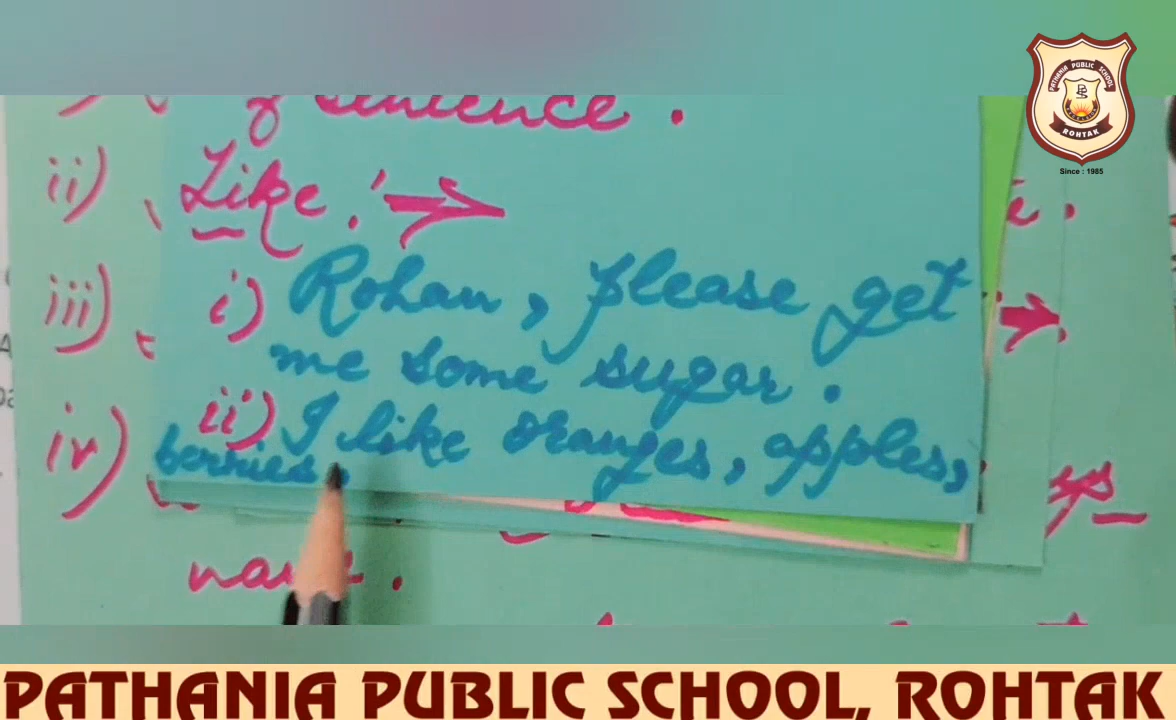 of sentence.
ii)
Like :→
iii)
i) Rohan, please get
me some sugar.
iv)
ii) I like oranges, apples,
berries.
name.
PATHANIA PUBLIC SCHOOL
PS
ROHTAK
Since : 1985
PATHANIA PUBLIC SCHOOL, ROHTAK